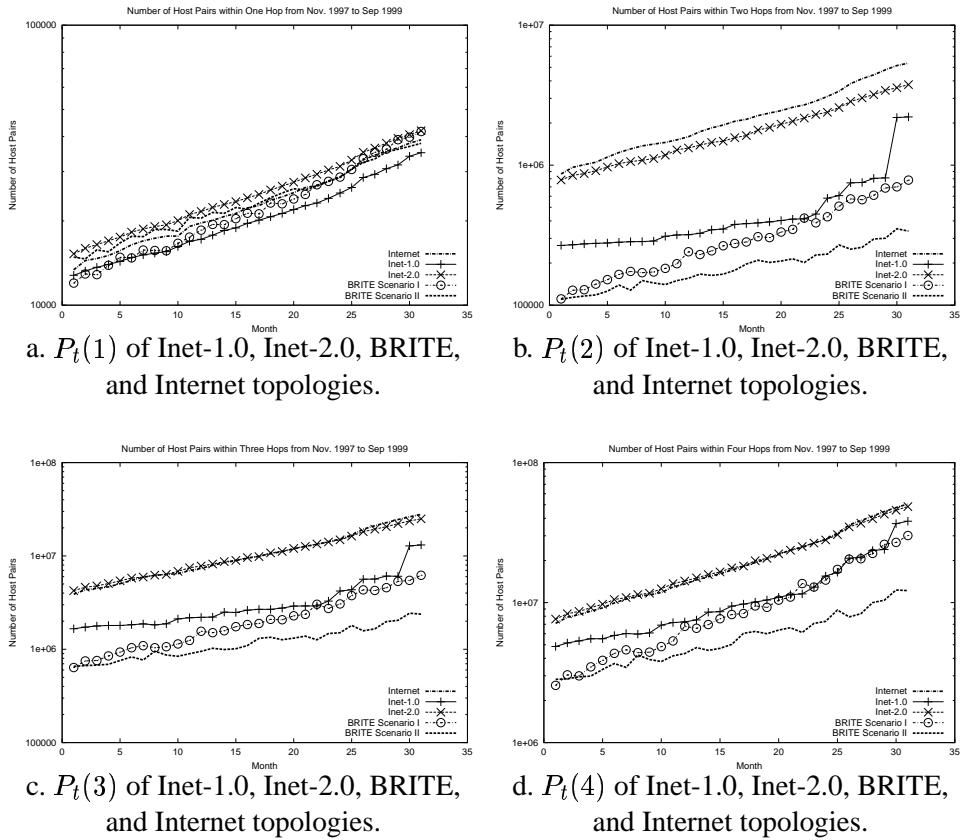 Number of Host Pairs within One Hop from Nov. 1997 to Sep 1999
100000
Number of Host Pairs
10000
Internet
Inet-1.0
Inet-2.0
BRITE Scenario I
BRITE Scenario II
0 5 10 15 20 25 30 35
Month
a. P_t(1) of Inet-1.0, Inet-2.0, BRITE,
and Internet topologies.
Number of Host Pairs within Two Hops from Nov. 1997 to Sep 1999
1e+07
1e+06
Number of Host Pairs
100000
Internet
Inet-1.0
Inet-2.0
BRITE Scenario I
BRITE Scenario II
0 5 10 15 20 25 30 35
Month
b. P_t(2) of Inet-1.0, Inet-2.0, BRITE,
and Internet topologies.
Number of Host Pairs within Three Hops from Nov. 1997 to Sep 1999
1e+08
1e+07
Number of Host Pairs
1e+06
100000
Internet
Inet-1.0
Inet-2.0
BRITE Scenario I
BRITE Scenario II
0 5 10 15 20 25 30 35
Month
c. P_t(3) of Inet-1.0, Inet-2.0, BRITE,
and Internet topologies.
Number of Host Pairs within Four Hops from Nov. 1997 to Sep 1999
1e+08
Number of Host Pairs
1e+07
1e+06
Internet
Inet-1.0
Inet-2.0
BRITE Scenario I
BRITE Scenario II
0 5 10 15 20 25 30 35
Month
d. P_t(4) of Inet-1.0, Inet-2.0, BRITE,
and Internet topologies.